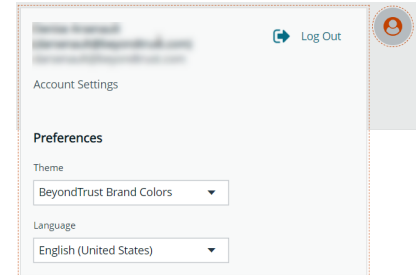 Log Out
Account Settings
Preferences
Theme
BeyondTrust Brand Colors
Language
English (United States)